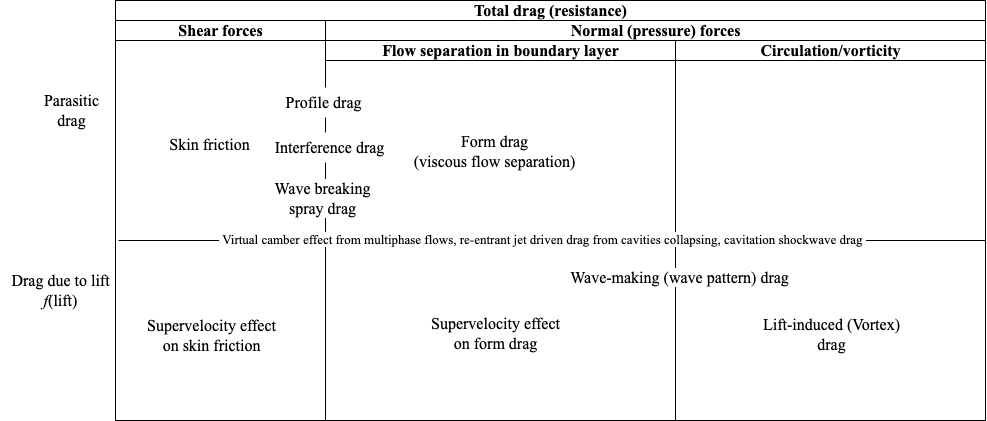 Total drag (resistance)
Shear forces
Normal (pressure) forces
Flow separation in boundary layer
Circulation/vorticity
Parasitic
drag
Profile drag
Skin friction
Interference drag
Form drag
(viscous flow separation)
Wave breaking
spray drag
Virtual camber effect from multiphase flows, re-entrant jet driven drag from cavities collapsing, cavitation shockwave drag
Drag due to lift
f(lift)
Wave-making (wave pattern) drag
Supervelocity effect
on skin friction
Supervelocity effect
on form drag
Lift-induced (Vortex)
drag